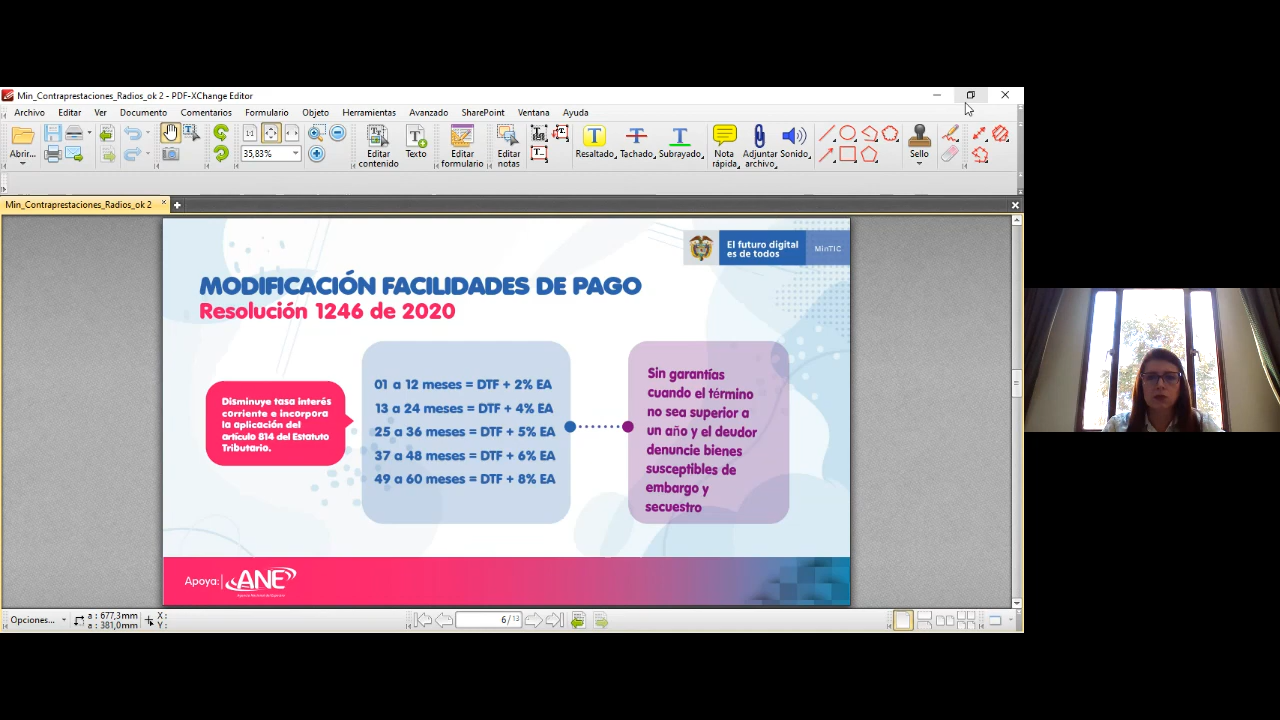 Min_Contraprestaciones_Radios_ok 2 - PDF-XChange Editor
Archivo Editar Ver Documento Comentarios Formulario Objeto Herramientas Avanzado SharePoint Ventana Ayuda
Abrir...
35,83%
Editar contenido
Texto
Editar formulario
Editar notas
Resaltado
Tachado
Subrayado
Nota rápida
Adjuntar archivo
Sonido
Sello
Min_Contraprestaciones_Radios_ok 2
El futuro digital
es de todos
MinTIC
MODIFICACIÓN FACILIDADES DE PAGO
Resolución 1246 de 2020
Disminuye tasa interés
corriente e incorpora
la aplicación del
artículo 814 del Estatuto
Tributario.
01 a 12 meses = DTF + 2% EA
13 a 24 meses = DTF + 4% EA
25 a 36 meses = DTF + 5% EA
37 a 48 meses = DTF + 6% EA
49 a 60 meses = DTF + 8% EA
Sin garantías
cuando el término
no sea superior a
un año y el deudor
denuncie bienes
susceptibles de
embargo y
secuestro
Apoya:
ANE
Opciones...
a : 677,3mm
a : 381,0mm
X:
Y:
6 / 13